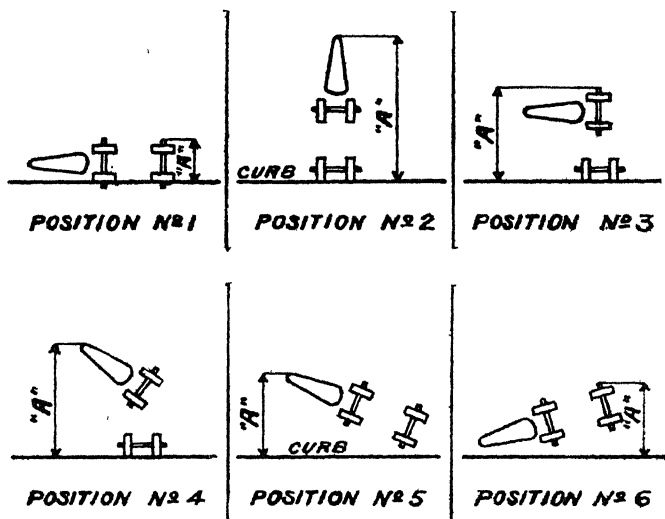 "A"
POSITION Nº 1
"A"
CURB
POSITION Nº 2
"A"
POSITION Nº 3
"A"
POSITION Nº 4
"A"
CURB
POSITION Nº 5
"A"
POSITION Nº 6